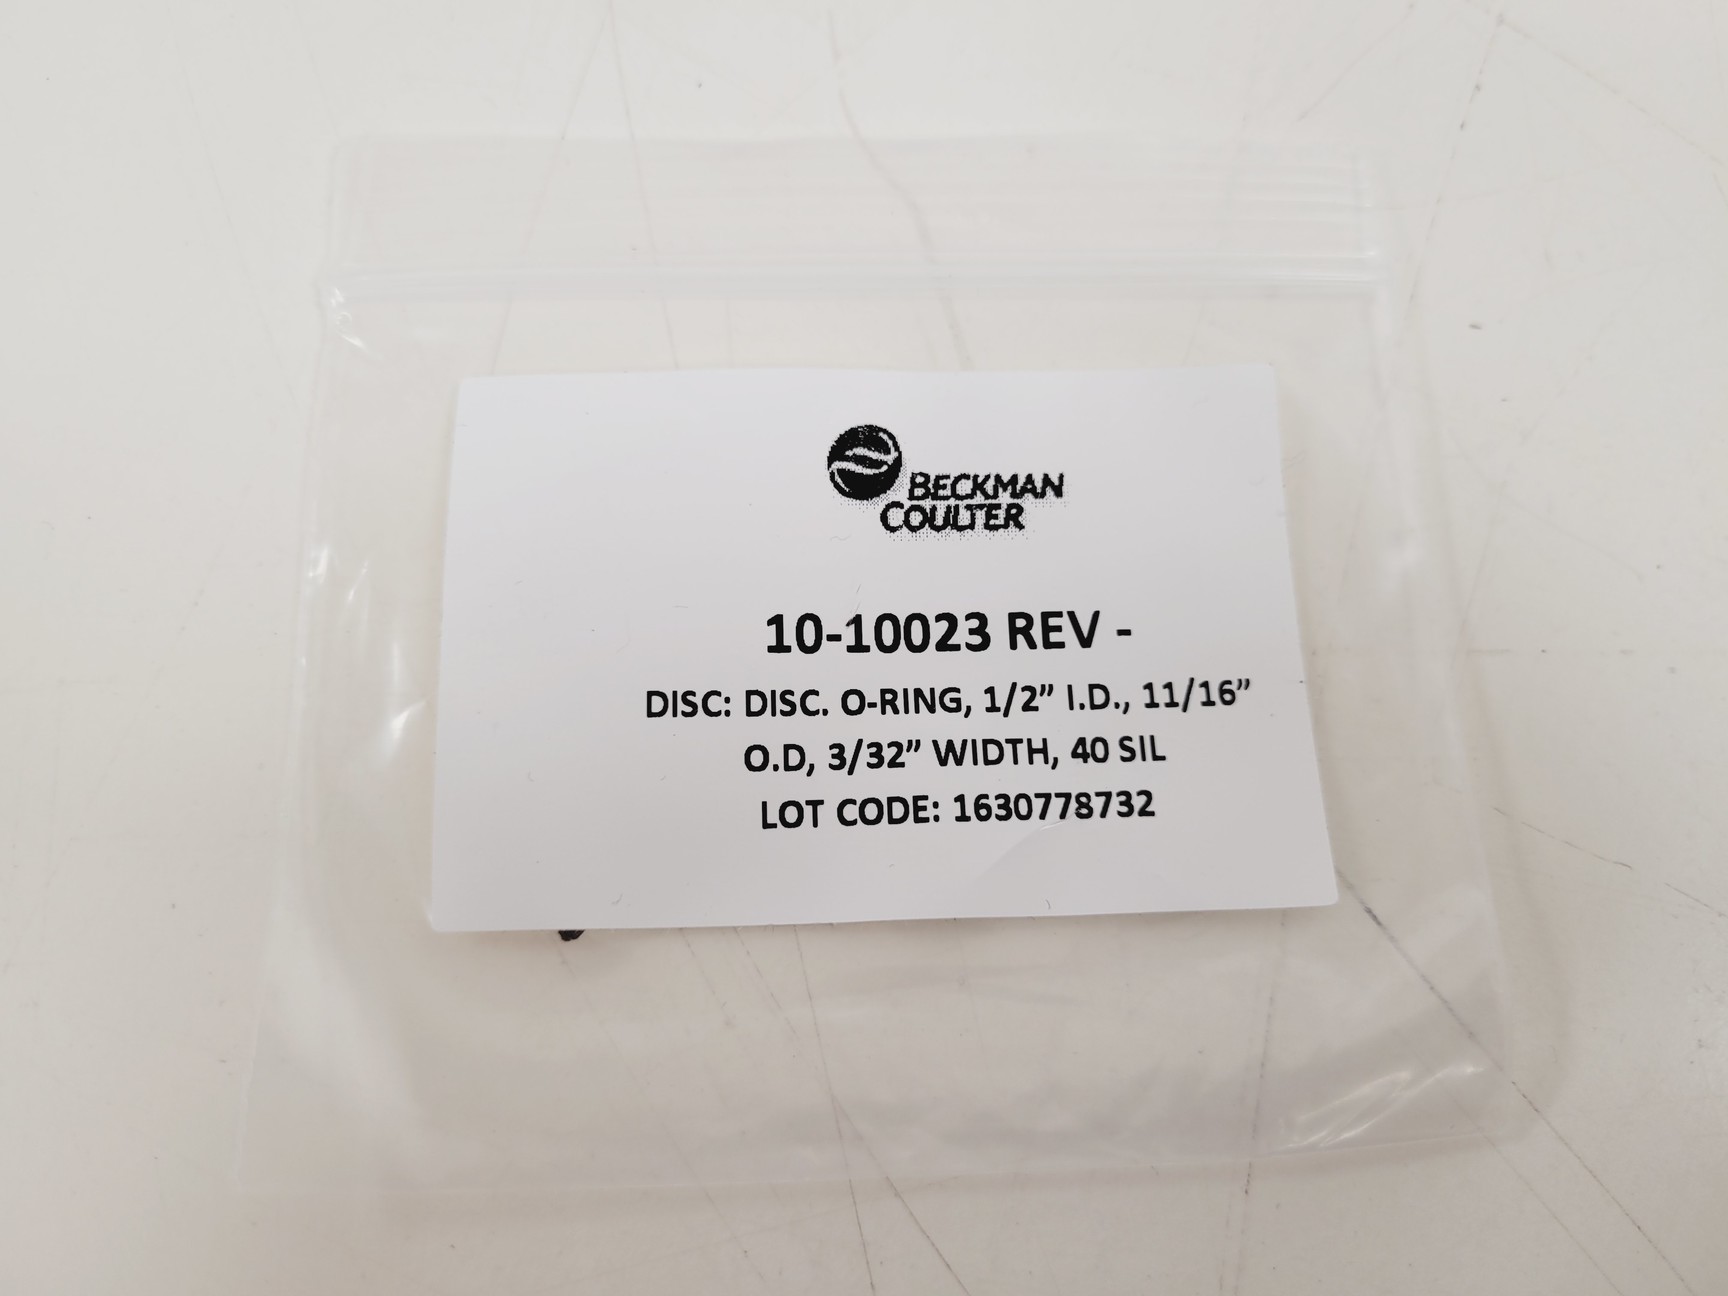 BECKMAN
COULTER
10-10023 REV -
DISC: DISC. O-RING, 1/2” I.D., 11/16”
O.D, 3/32” WIDTH, 40 SIL
LOT CODE: 1630778732